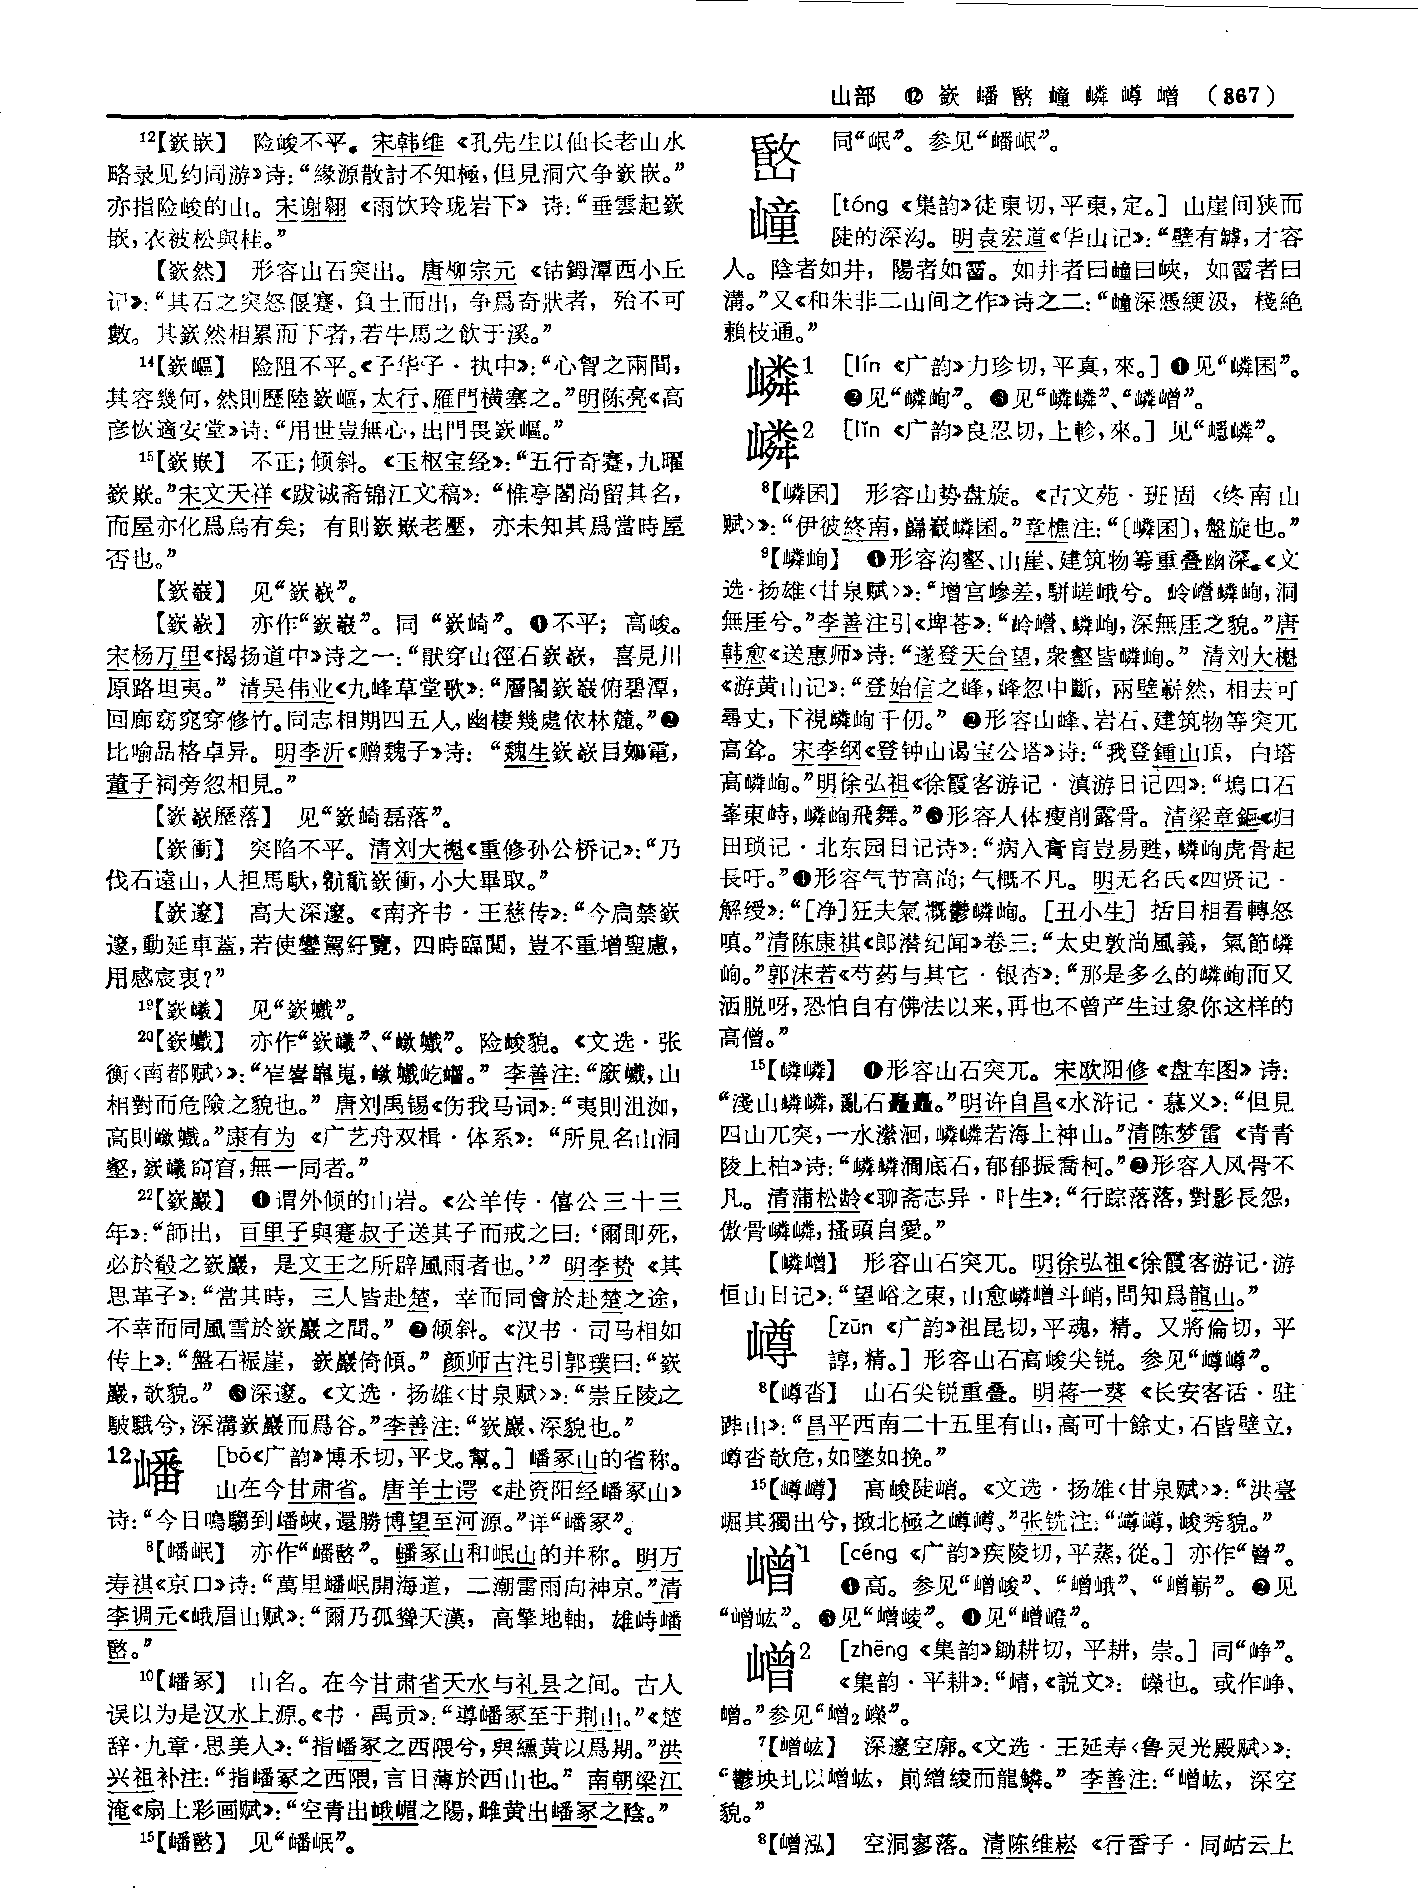 山部 ⓬ 嶔 嶓 嶅 嶂 嶙 嶟 嶒 (867)
12【嶔嵌】 险峻不平。宋韩维《孔先生以仙长老山水
略录见约同游》诗:“緣源散討不知極,但見洞穴争嶔嵌。”
亦指险峻的山。宋谢翱《雨饮玲珑岩下》诗:“垂雲起嶔
嵌,衣被松與桂。”
【嶔然】 形容山石突出。唐柳宗元《钴鉧潭西小丘
记》:“其石之突怒偃蹇,負土而出,争爲奇狀者,殆不可
數。其嶔然相累而下者,若牛馬之飲于溪。”
14【嶔嶇】 险阻不平。《子华子·执中》:“心智之兩間,
其容幾何,然則歷陸嶔嶇,太行、雁門横塞之。”明陈亮《高
彦恢適安堂》诗:“用世豈無心,出門畏嶔嶇。”
15【嶔嶔】 不正;倾斜。《玉枢宝经》:“五行奇蹇,九曜
嶔嶔。”宋文天祥《跋诚斋锦江文稿》:“惟亭閣尚留其名,
而屋亦化爲烏有矣;有則嶔嶔老壓,亦未知其爲當時屋
否也。”
【嶔㟢】 见“嶔嶔”。
【嶔嶔】 亦作“嶔㟢”。同“嶔崎”。❶不平;高峻。
宋杨万里《揭扬道中》诗之一:“厭穿山徑石嶔嶔,喜見川
原路坦夷。”清吴伟业《九峰草堂歌》:“層閣嶔㟢俯碧潭,
回廊窈窕穿修竹。同志相期四五人,幽棲幾處依林麓。”❷
比喻品格卓异。明李沂《赠魏子》诗:“魏生嶔嶔目如電,
董子祠旁忽相見。”
【嶔嶔歷落】 见“嶔崎磊落”。
【嶔衝】 突陷不平。清刘大櫆《重修孙公桥记》:“乃
伐石遠山,人担馬馱,劀斸嶔衝,小大畢取。”
【嶔邃】 高大深邃。《南齐书·王慈传》:“今扃禁嶔
邃,動延車蓋,若使鑾駕紆覽,四時臨閲,豈不重增聖慮,
用感宸衷?”
19【嶔巇】 见“嶔巇”。
20【嶔巇】 亦作“嶔巇”、“㠂巇”。险峻貌。《文选·张
衡〈南都赋〉》:“岝㟧嶵嵬,㠂巇屹㠥。”李善注:“㠂巇,山
相對而危險之貌也。”唐刘禹锡《伤我马词》:“夷則沮洳,
高則㠂巇。”康有为《广艺舟双楫·体系》:“所見名山洞
壑,嶔巇窅窅,無一同者。”
22【嶔巖】 ❶谓外倾的山岩。《公羊传·僖公三十三
年》:“師出,百里子與蹇叔子送其子而戒之曰:‘爾即死,
必於殽之嶔巖,是文王之所辟風雨者也。’”明李贽《其
思革子》:“當其時,三人皆赴楚,幸而同會於赴楚之途,
不幸而同風雪於嶔巖之間。”❷倾斜。《汉书·司马相如
传上》:“盤石裖崖,嶔巖倚傾。”颜师古注引郭璞曰:“嶔
巖,欹貌。”❸深邃。《文选·扬雄〈甘泉赋〉》:“崇丘陵之
駊騀兮,深溝嶔巖而爲谷。”李善注:“嶔巖、深貌也。”
12嶓 [bō《广韵》博禾切,平戈。幫。] 嶓冢山的省称。
山在今甘肃省。唐羊士谔《赴资阳经嶓冢山》
诗:“今日鳴騶到嶓峽,還勝博望至河源。”详“嶓冢”。
8【嶓岷】 亦作“嶓嶅”。嶓冢山和岷山的并称。明万
寿祺《京口》诗:“萬里嶓岷開海道,二潮雷雨向神京。”清
李调元《峨眉山赋》:“爾乃孤聳天漢,高擎地軸,雄峙嶓
。”
10【嶓冢】 山名。在今甘肃省天水与礼县之间。古人
误以为是汉水上源。《书·禹贡》:“導嶓冢至于荆山。”《楚
辞·九章·思美人》:“指嶓冢之西隈兮,與纁黄以爲期。”洪
兴祖补注:“指嶓冢之西隈,言日薄於西山也。”南朝梁江
淹《扇上彩画赋》:“空青出峨嵋之陽,雌黄出嶓冢之陰。”
15【嶓】 见“嶓岷”。
同“岷”。参见“嶓岷”。
㠉 [tóng《集韵》徒東切,平東,定。] 山崖间狭而
陡的深沟。明袁宏道《华山记》:“壁有罅,才容
人。陰者如井,陽者如霤。如井者曰㠉曰峽,如霤者曰
溝。”又《和朱非二山间之作》诗之二:“㠉深憑綆汲,棧絶
賴枝通。”
嶙1 [lín《广韵》力珍切,平真,來。] ❶见“嶙囷”。
❷见“嶙峋”。❸见“嶙嶙”、“嶙嶒”。
嶙2 [lǐn《广韵》良忍切,上軫,來。] 见“嶾嶙”。
8【嶙囷】 形容山势盘旋。《古文苑·班固〈终南山
赋〉》:“伊彼終南,巋巀嶙囷。”章樵注:“〔嶙囷〕,盤旋也。”
9【嶙峋】 ❶形容沟壑、山崖、建筑物等重叠幽深。《文
选·扬雄〈甘泉赋〉》:“增宫嵾差,駢嵯峨兮。岭巆嶙峋,洞
無厓兮。”李善注引《埤苍》:“岭巆、嶙峋,深無厓之貌。”唐
韩愈《送惠师》诗:“遂登天台望,衆壑皆嶙峋。”清刘大櫆
《游黄山记》:“登始信之峰,峰忽中斷,兩壁嶄然,相去可
尋丈,下視嶙峋千仞。”❷形容山峰、岩石、建筑物等突兀
高耸。宋李纲《登钟山谒宝公塔》诗:“我登鍾山頂,白塔
高嶙峋。”明徐弘祖《徐霞客游记·滇游日记四》:“塢口石
峯東峙,嶙峋飛舞。”❸形容人体瘦削露骨。清梁章鉅《归
田琐记·北东园日记诗》:“病入膏肓豈易甦,嶙峋虎骨起
長吁。”❹形容气节高尚;气概不凡。明无名氏《四贤记·
解绶》:“[净]狂夫氣概鬱嶙峋。[丑小生] 括目相看轉怒
嗔。”清陈康祺《郎潜纪闻》卷三:“太史敦尚風義,氣節嶙
峋。”郭沫若《芍药与其它·银杏》:“那是多么的嶙峋而又
洒脱呀,恐怕自有佛法以来,再也不曾产生过象你这样的
高僧。”
15【嶙嶙】 ❶形容山石突兀。宋欧阳修《盘车图》诗:
“淺山嶙嶙,亂石矗矗。”明许自昌《水浒记·慕义》:“但見
四山兀突,一水瀠洄,嶙嶙若海上神山。”清陈梦雷《青青
陵上柏》诗:“嶙嶙澗底石,郁郁振喬柯。”❷形容人风骨不
凡。清蒲松龄《聊斋志异·叶生》:“行踪落落,對影長怨,
傲骨嶙嶙,搔頭自愛。”
【嶙嶒】 形容山石突兀。明徐弘祖《徐霞客游记·游
恒山日记》:“望峪之東,山愈嶙嶒斗峭,問知爲龍山。”
嶟 [zūn《广韵》祖昆切,平魂,精。又將倫切,平
諄,精。] 形容山石高峻尖锐。参见“嶟嶟”。
8【嶟沓】 山石尖锐重叠。明蒋一葵《长安客话·驻
跸山》:“昌平西南二十五里有山,高可十餘丈,石皆壁立,
嶟沓欹危,如墜如挽。”
15【嶟嶟】 高峻陡峭。《文选·扬雄〈甘泉赋〉》:“洪臺
崛其獨出兮,㨖北極之嶟嶟。”张铣注:“嶟嶟,峻秀貌。”
嶒1 [céng《广韵》疾陵切,平蒸,從。] 亦作“嶒”。
❶高。参见“嶒峻”、“嶒峨”、“嶒嶄”。❷见
“嶒嵤”。❸见“嶒崚”。❹见“嶒嶝”。
嶒2 [zhēng《集韵》鋤耕切,平耕,崇。] 同“峥”。
《集韵·平耕》:“崝,《説文》:嶸也。或作峥、
嶒。”参见“嶒2嶸”。
7【嶒峵】 深邃空廓。《文选·王延寿〈鲁灵光殿赋〉》:
“鬱坱圠以嶒峵,崱繒綾而龍鱗。”李善注:“嶒峵,深空
貌。”
8【嶒泓】 空洞寥落。清陈维崧《行香子·同岵云上